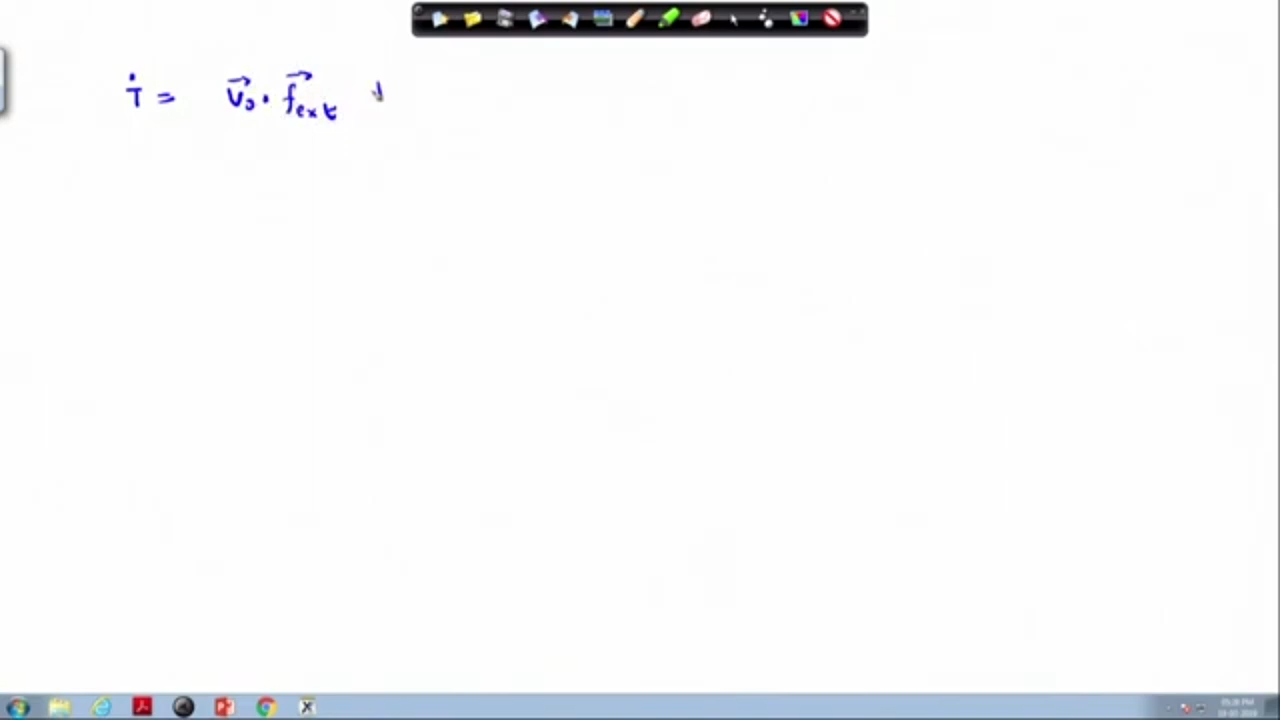 Ṫ = v⃗₀ · f⃗ₑₓₜ